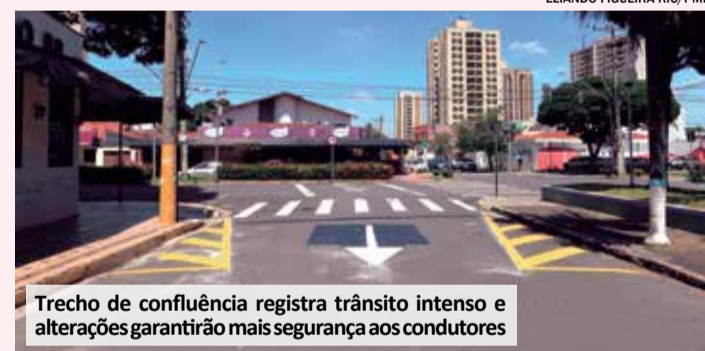 Trecho de confluência registra trânsito intenso e
alterações garantirão mais segurança aos condutores